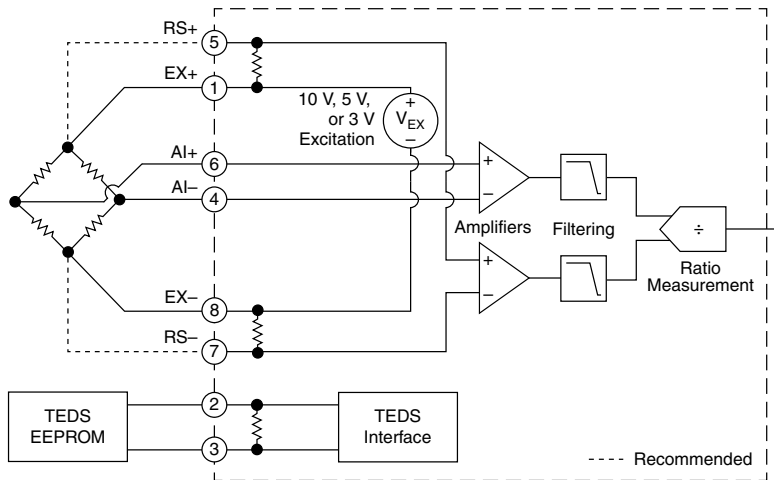 RS+
5
EX+
1
10 V, 5 V,
or 3 V
Excitation
+
VEX
−
AI+
6
+
AI−
4
−
Amplifiers
Filtering
÷
Ratio
Measurement
+
−
EX−
8
RS−
7
TEDS
EEPROM
2
3
TEDS
Interface
Recommended